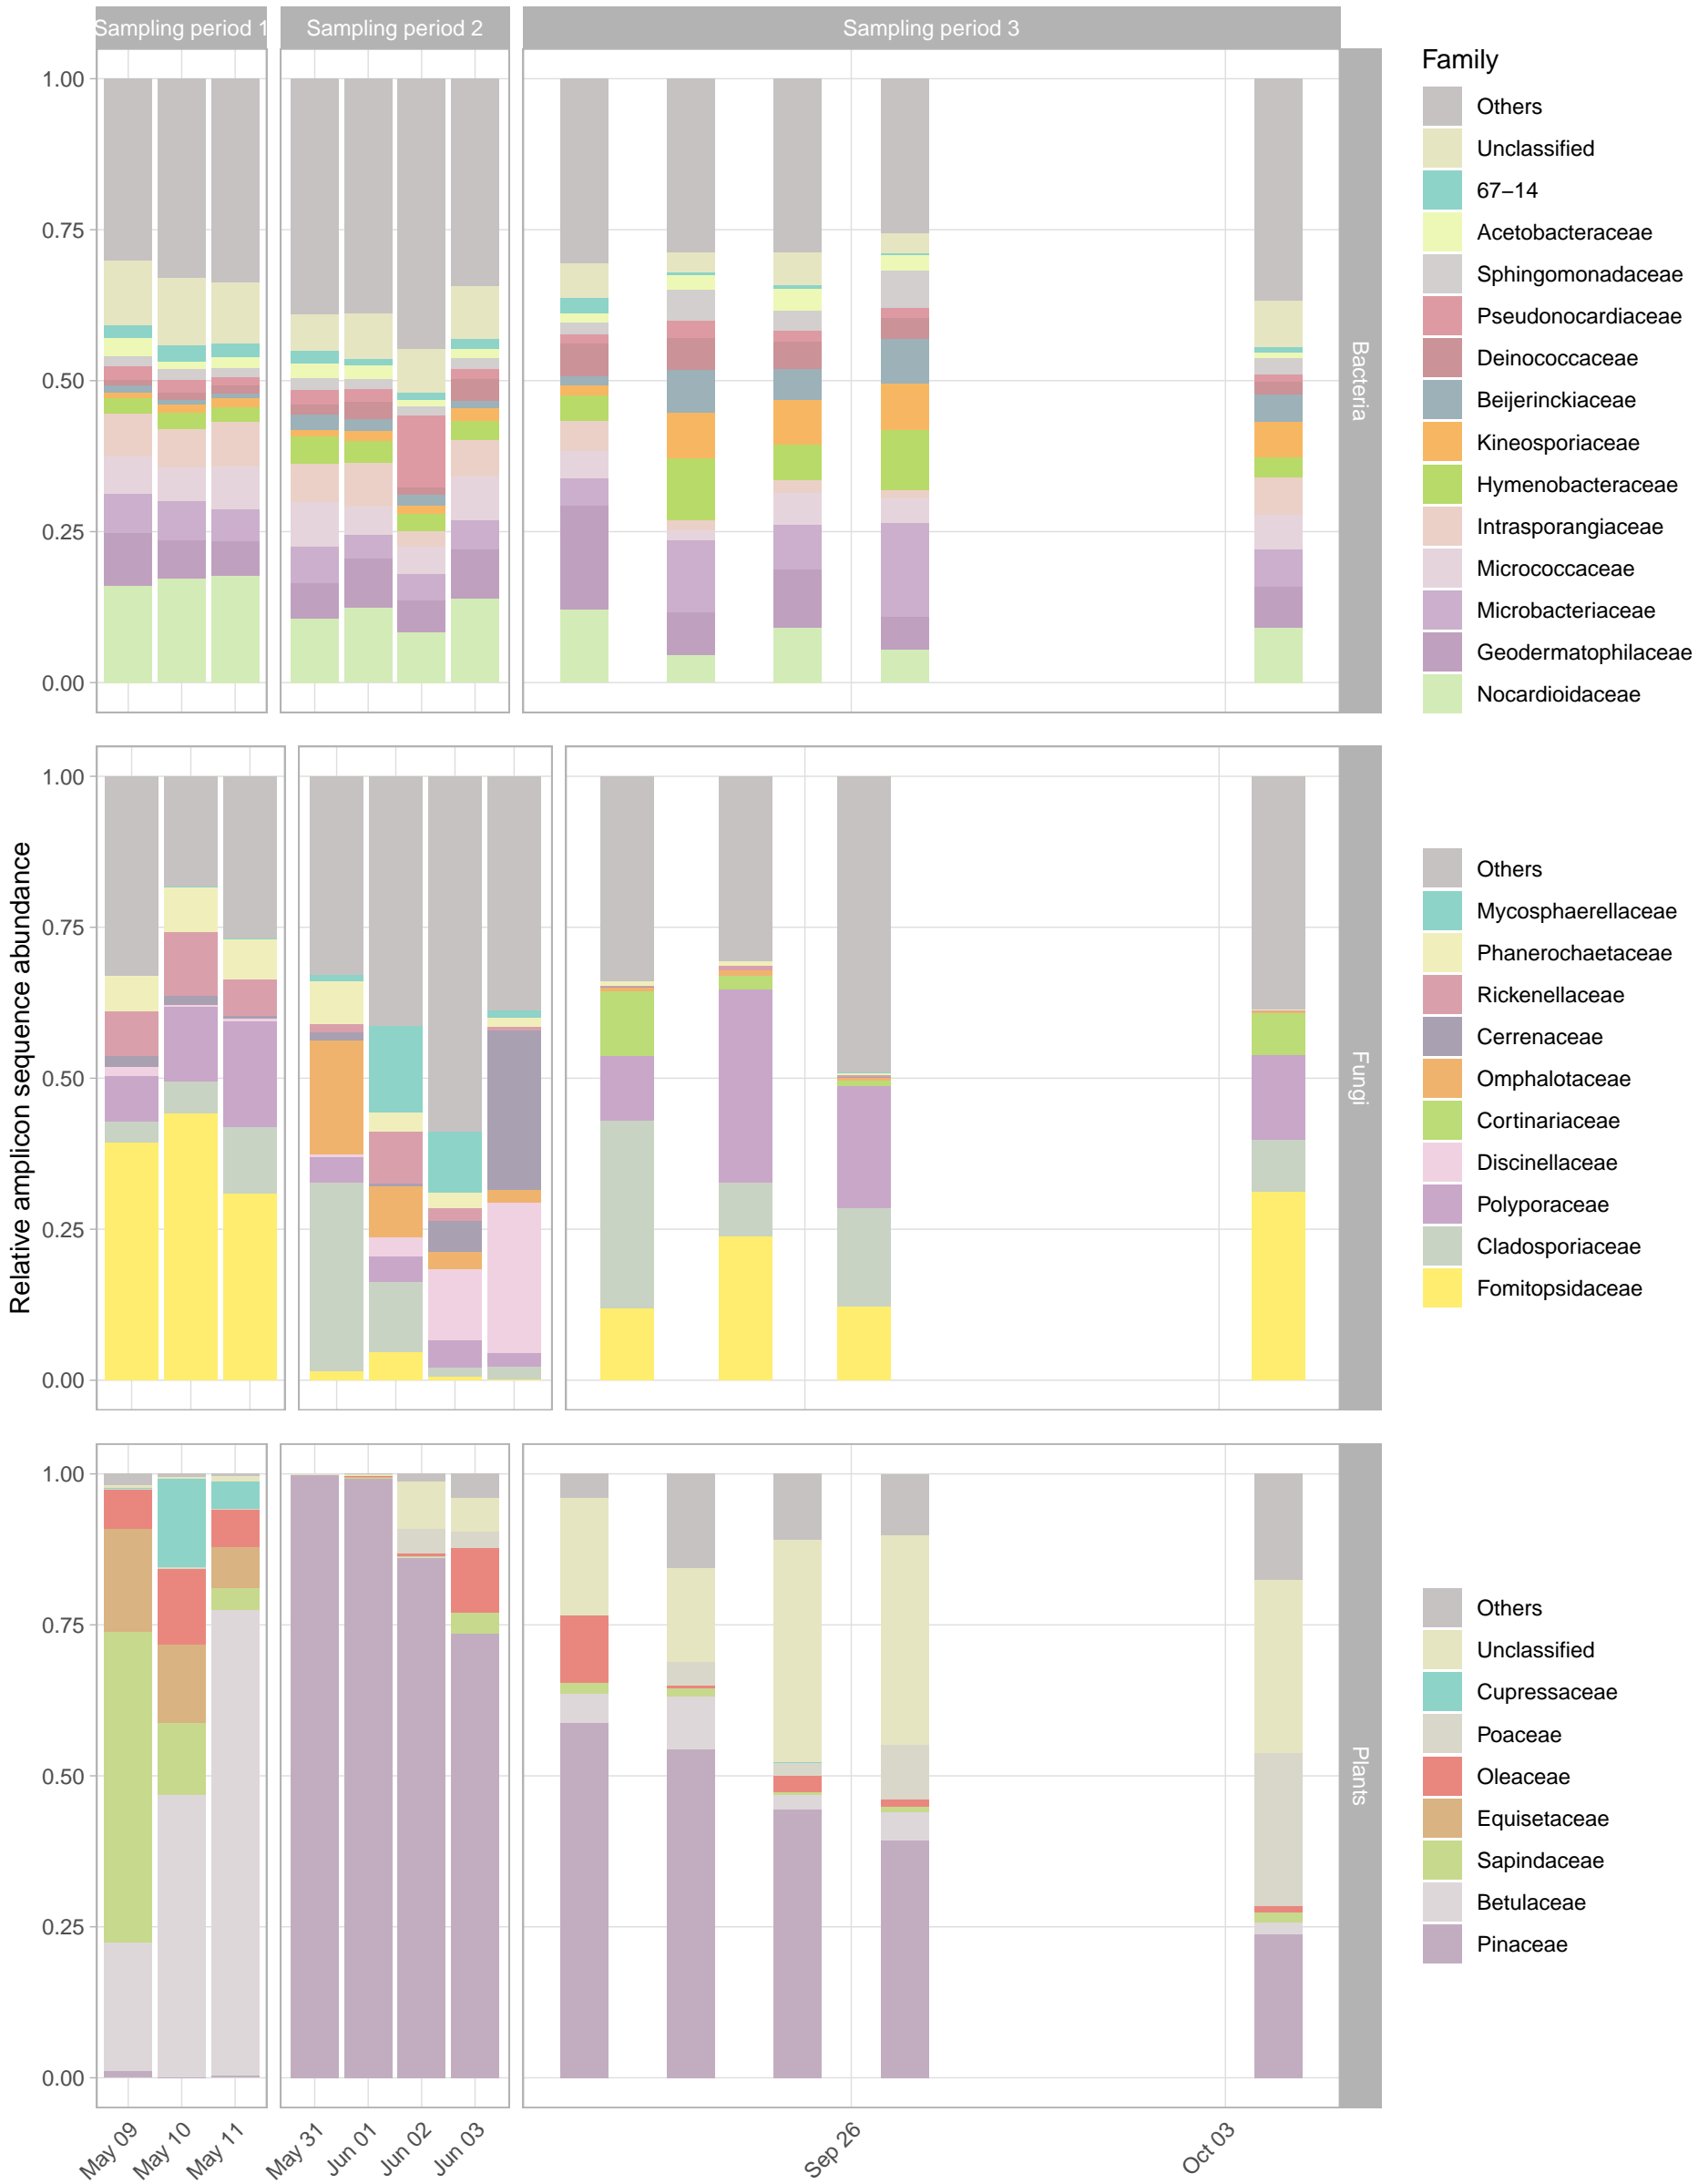 Sampling period 1
Sampling period 2
Sampling period 3
1.00
0.75
0.50
0.25
0.00
Bacteria
Family
Others
Unclassified
67–14
Acetobacteraceae
Sphingomonadaceae
Pseudonocardiaceae
Deinococcaceae
Beijerinckiaceae
Kineosporiaceae
Hymenobacteraceae
Intrasporangiaceae
Micrococcaceae
Microbacteriaceae
Geodermatophilaceae
Nocardioidaceae
Relative amplicon sequence abundance
1.00
0.75
0.50
0.25
0.00
Fungi
Others
Mycosphaerellaceae
Phanerochaetaceae
Rickenellaceae
Cerrenaceae
Omphalotaceae
Cortinariaceae
Discinellaceae
Polyporaceae
Cladosporiaceae
Fomitopsidaceae
1.00
0.75
0.50
0.25
0.00
Plants
Others
Unclassified
Cupressaceae
Poaceae
Oleaceae
Equisetaceae
Sapindaceae
Betulaceae
Pinaceae
May 09
May 10
May 11
May 31
Jun 01
Jun 02
Jun 03
Sep 26
Oct 03